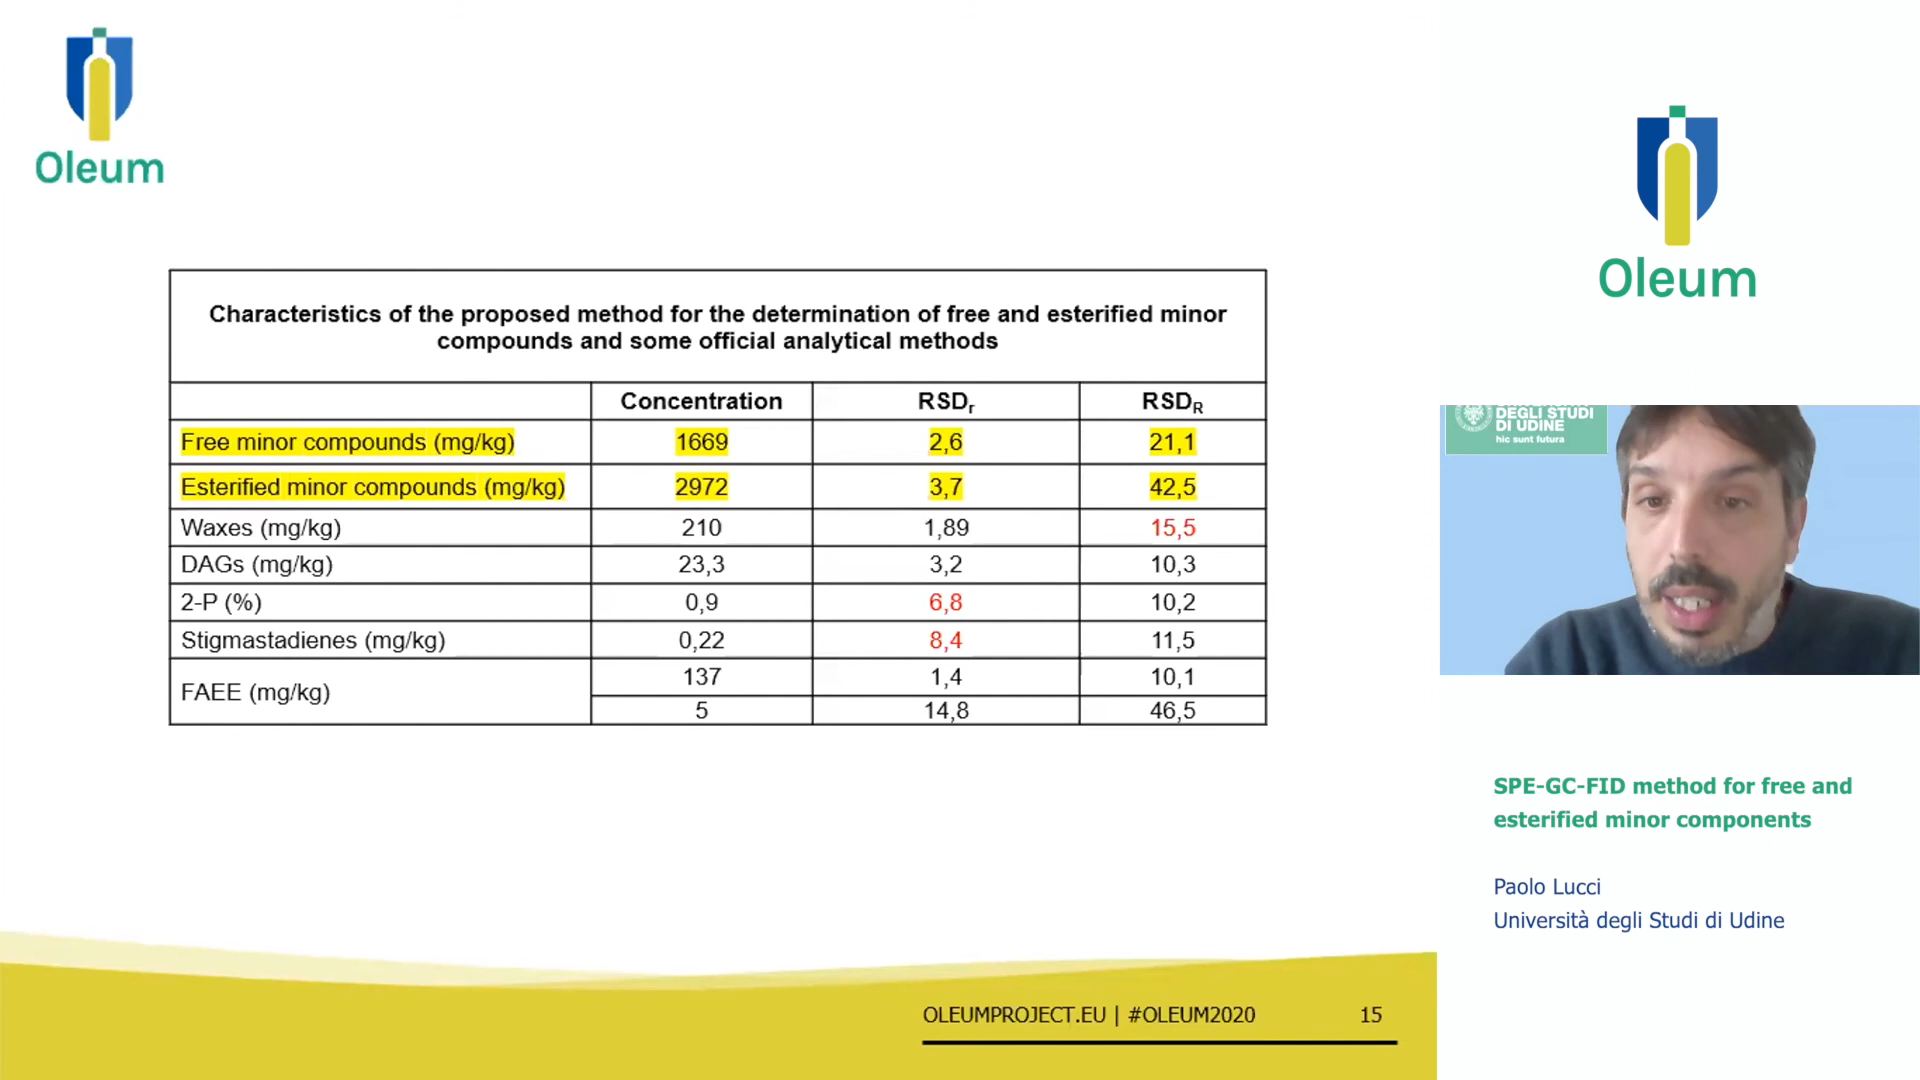 Oleum
Characteristics of the proposed method for the determination of free and esterified minor
compounds and some official analytical methods
Concentration RSDr RSDR
Free minor compounds (mg/kg) 1669 2,6 21,1
Esterified minor compounds (mg/kg) 2972 3,7 42,5
Waxes (mg/kg) 210 1,89 15,5
DAGs (mg/kg) 23,3 3,2 10,3
2-P (%) 0,9 6,8 10,2
Stigmastadienes (mg/kg) 0,22 8,4 11,5
FAEE (mg/kg) 137 1,4 10,1
5 14,8 46,5
OLEUMPROJECT.EU | #OLEUM2020 15
Oleum
DEGLI STUDI
DI UDINE
hic sunt futura
SPE-GC-FID method for free and
esterified minor components
Paolo Lucci
Università degli Studi di Udine